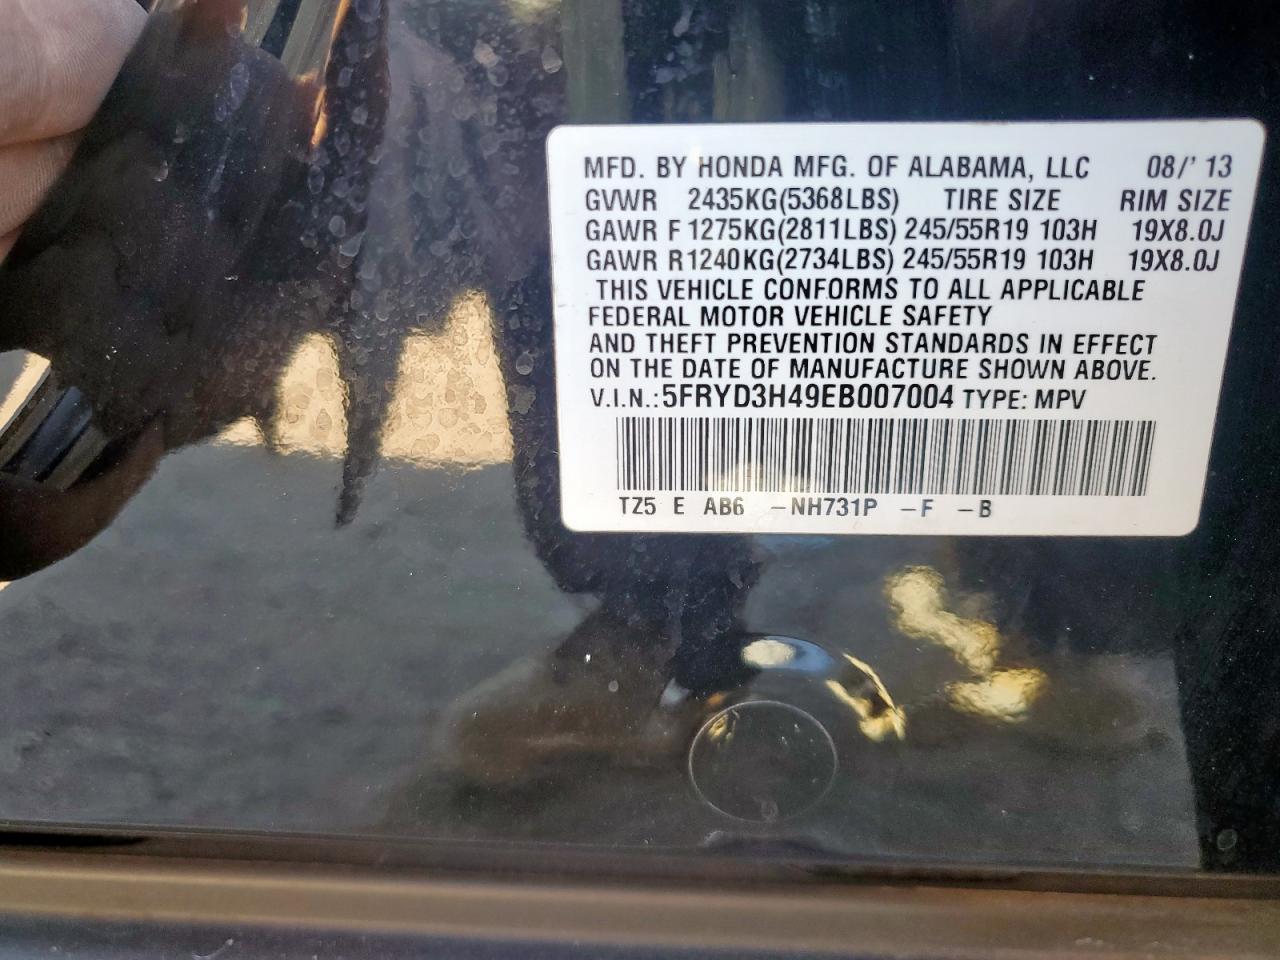 MFD. BY HONDA MFG. OF ALABAMA, LLC 08/' 13
GVWR 2435KG(5368LBS) TIRE SIZE RIM SIZE
GAWR F 1275KG(2811LBS) 245/55R19 103H 19X8.0J
GAWR R1240KG(2734LBS) 245/55R19 103H 19X8.0J
THIS VEHICLE CONFORMS TO ALL APPLICABLE
FEDERAL MOTOR VEHICLE SAFETY
AND THEFT PREVENTION STANDARDS IN EFFECT
ON THE DATE OF MANUFACTURE SHOWN ABOVE.
V.I.N.: 5FRYD3H49EB007004 TYPE: MPV
TZ5 E AB6 -NH731P -F -B